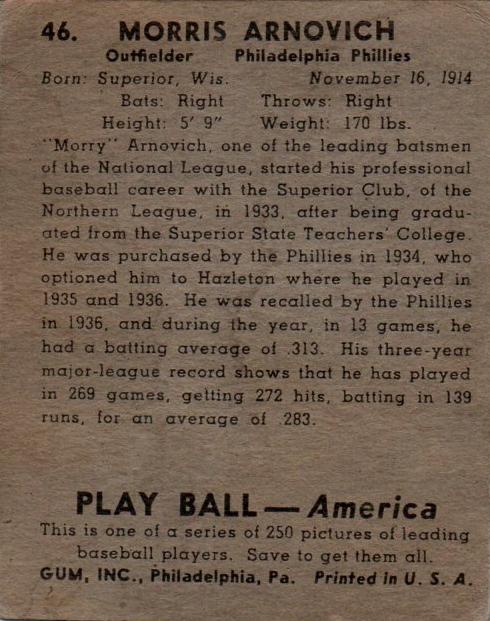 46. MORRIS ARNOVICH
Outfielder Philadelphia Phillies
Born: Superior, Wis. November 16, 1914
Bats: Right Throws: Right
Height: 5' 9" Weight: 170 lbs.
"Morry" Arnovich, one of the leading batsmen
of the National League, started his professional
baseball career with the Superior Club, of the
Northern League, in 1933, after being gradu-
ated from the Superior State Teachers' College.
He was purchased by the Phillies in 1934, who
optioned him to Hazleton where he played in
1935 and 1936. He was recalled by the Phillies
in 1936, and during the year, in 13 games, he
had a batting average of .313. His three-year
major-league record shows that he has played
in 269 games, getting 272 hits, batting in 139
runs, for an average of .283.
PLAY BALL—America
This is one of a series of 250 pictures of leading
baseball players. Save to get them all.
GUM, INC., Philadelphia, Pa. Printed in U. S. A.